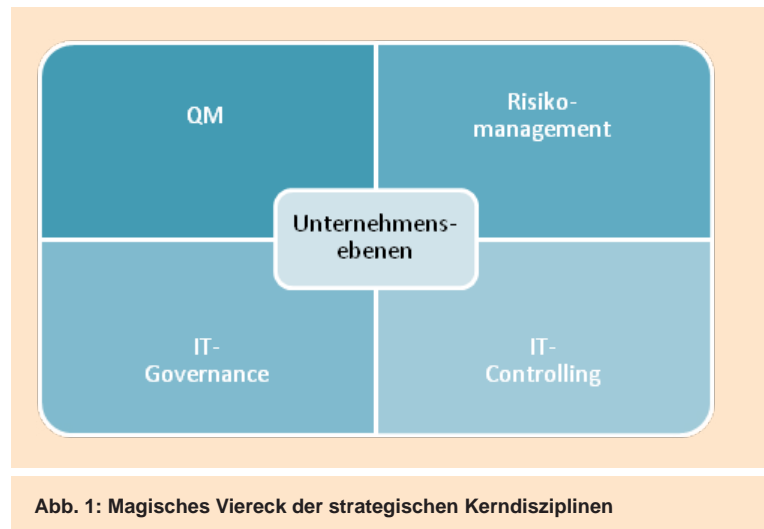 QM
Risiko-
management
Unternehmens-
ebenen
IT-
Governance
IT-
Controlling
Abb. 1: Magisches Viereck der strategischen Kerndisziplinen